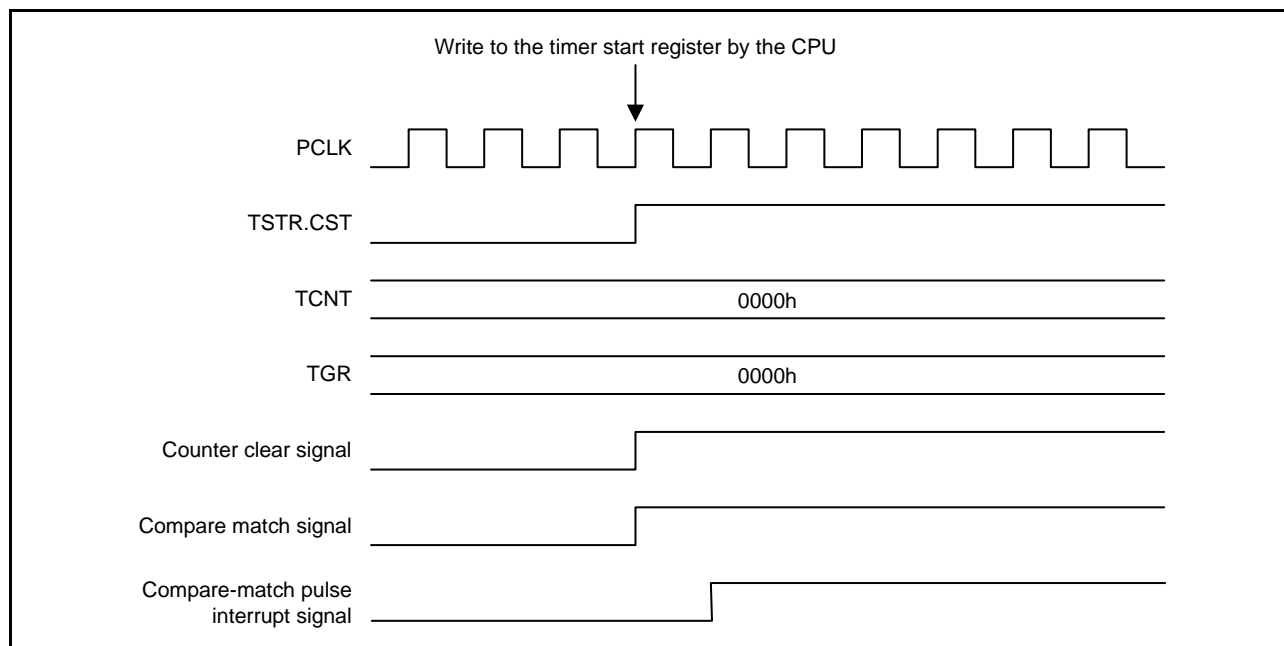 Write to the timer start register by the CPU
PCLK
TSTR.CST
TCNT
0000h
TGR
0000h
Counter clear signal
Compare match signal
Compare-match pulse
interrupt signal